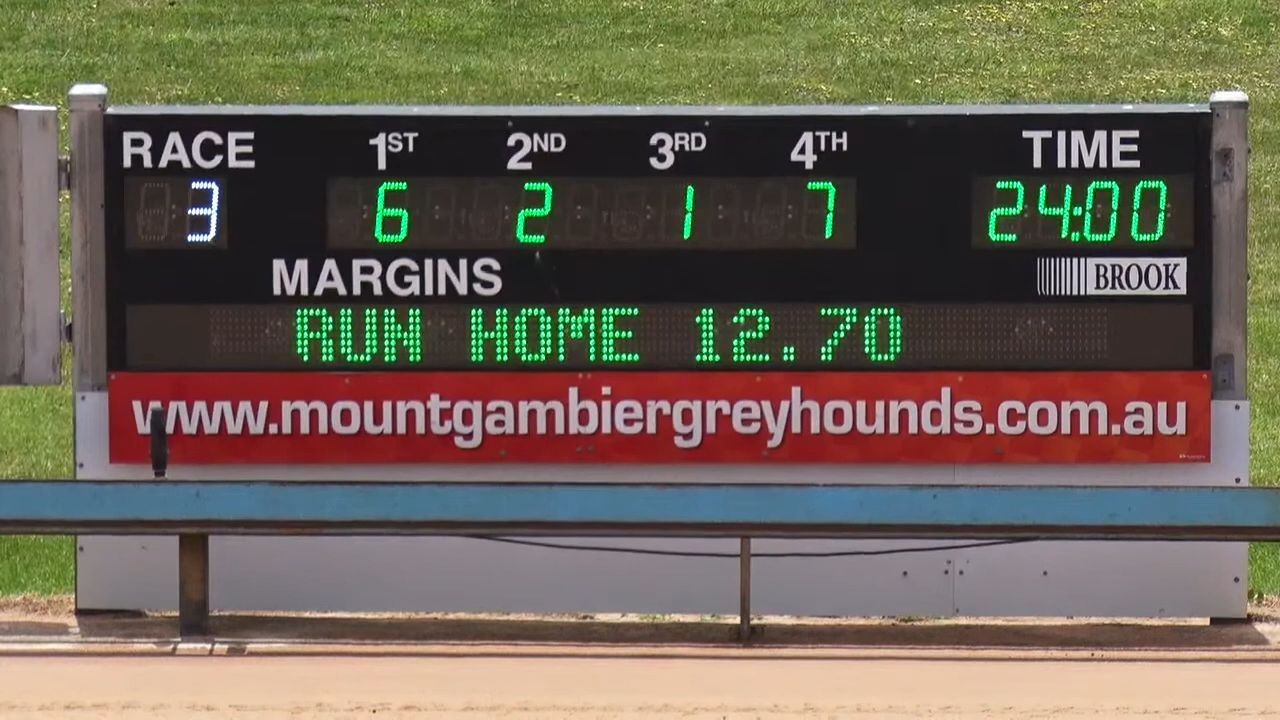 RACE 1ST 2ND 3RD 4TH TIME
3 6 2 1 7 24:00
MARGINS BROOK
RUN HOME 12.70
www.mountgambiergreyhounds.com.au